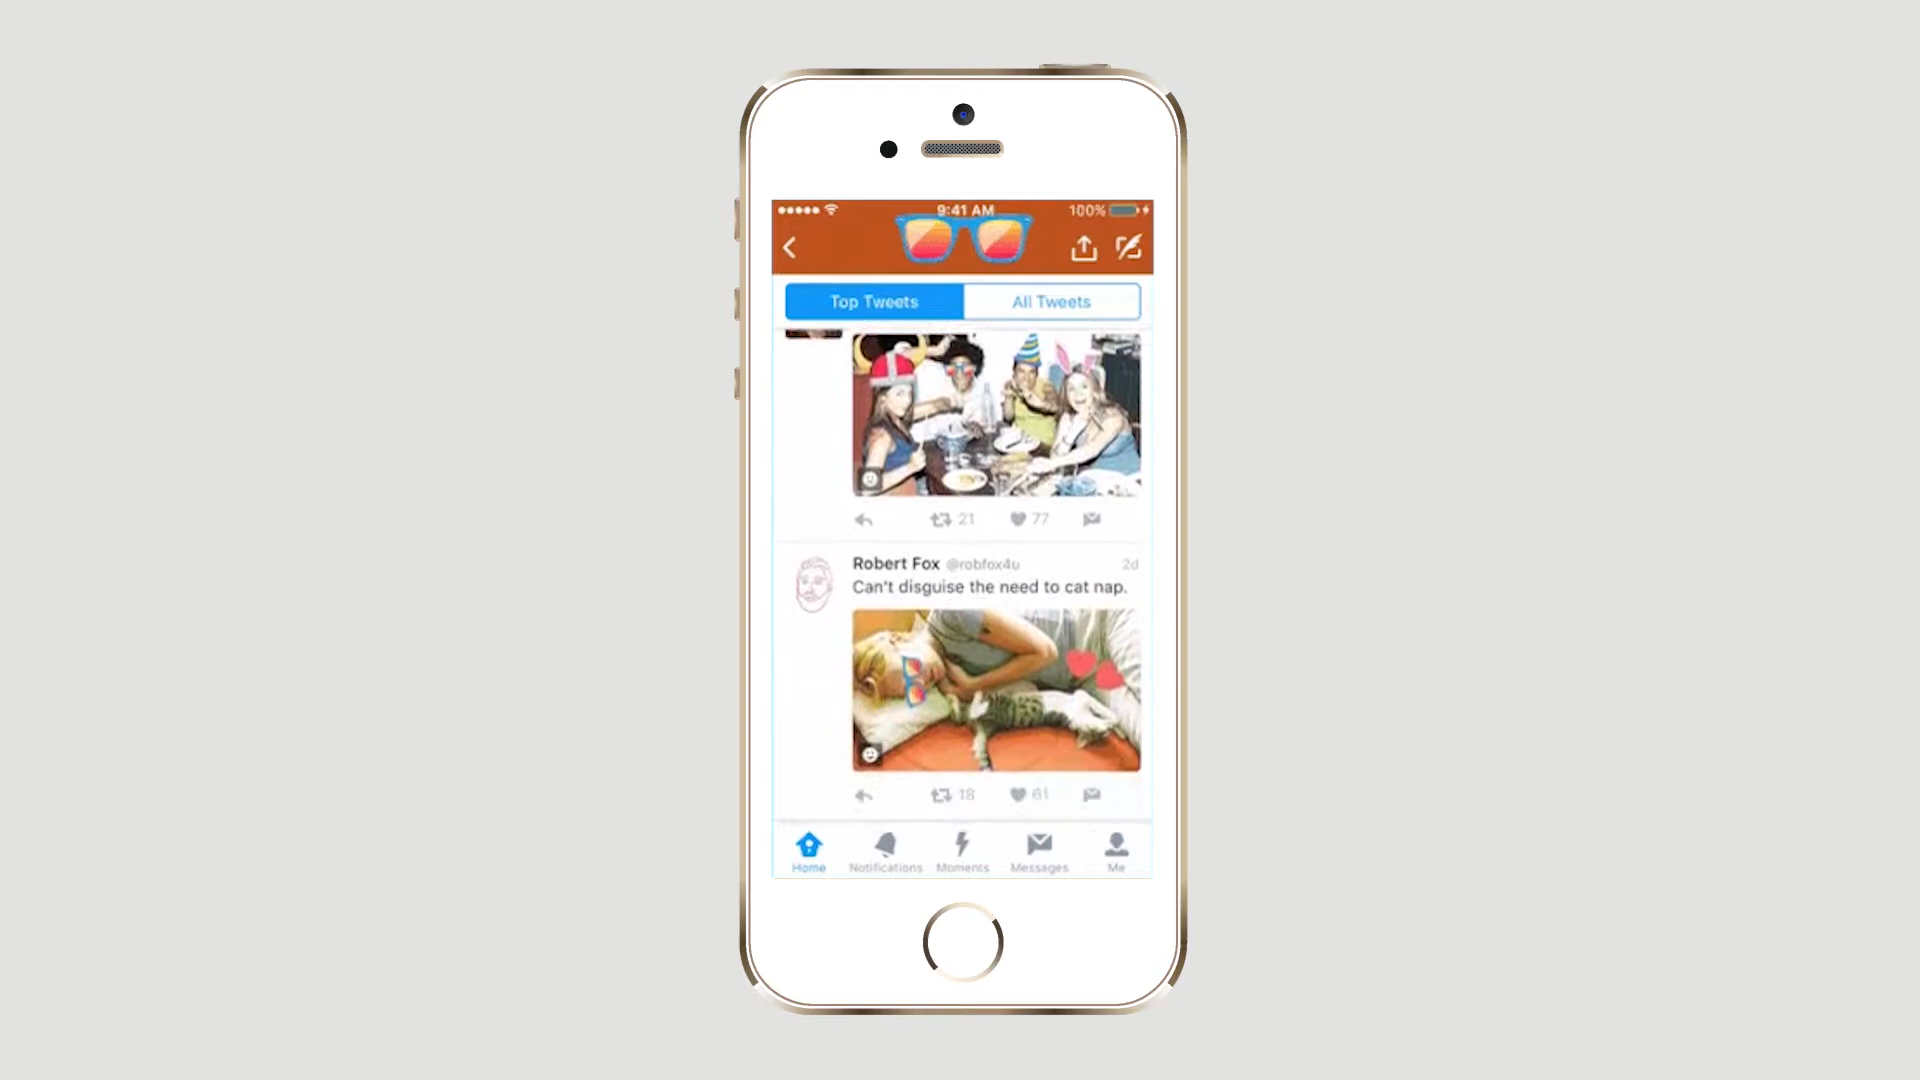 9:41 AM
100%
Top Tweets
All Tweets
21
77
Robert Fox @robfox4u
2d
Can't disguise the need to cat nap.
18
61
Home
Notifications
Moments
Messages
Me